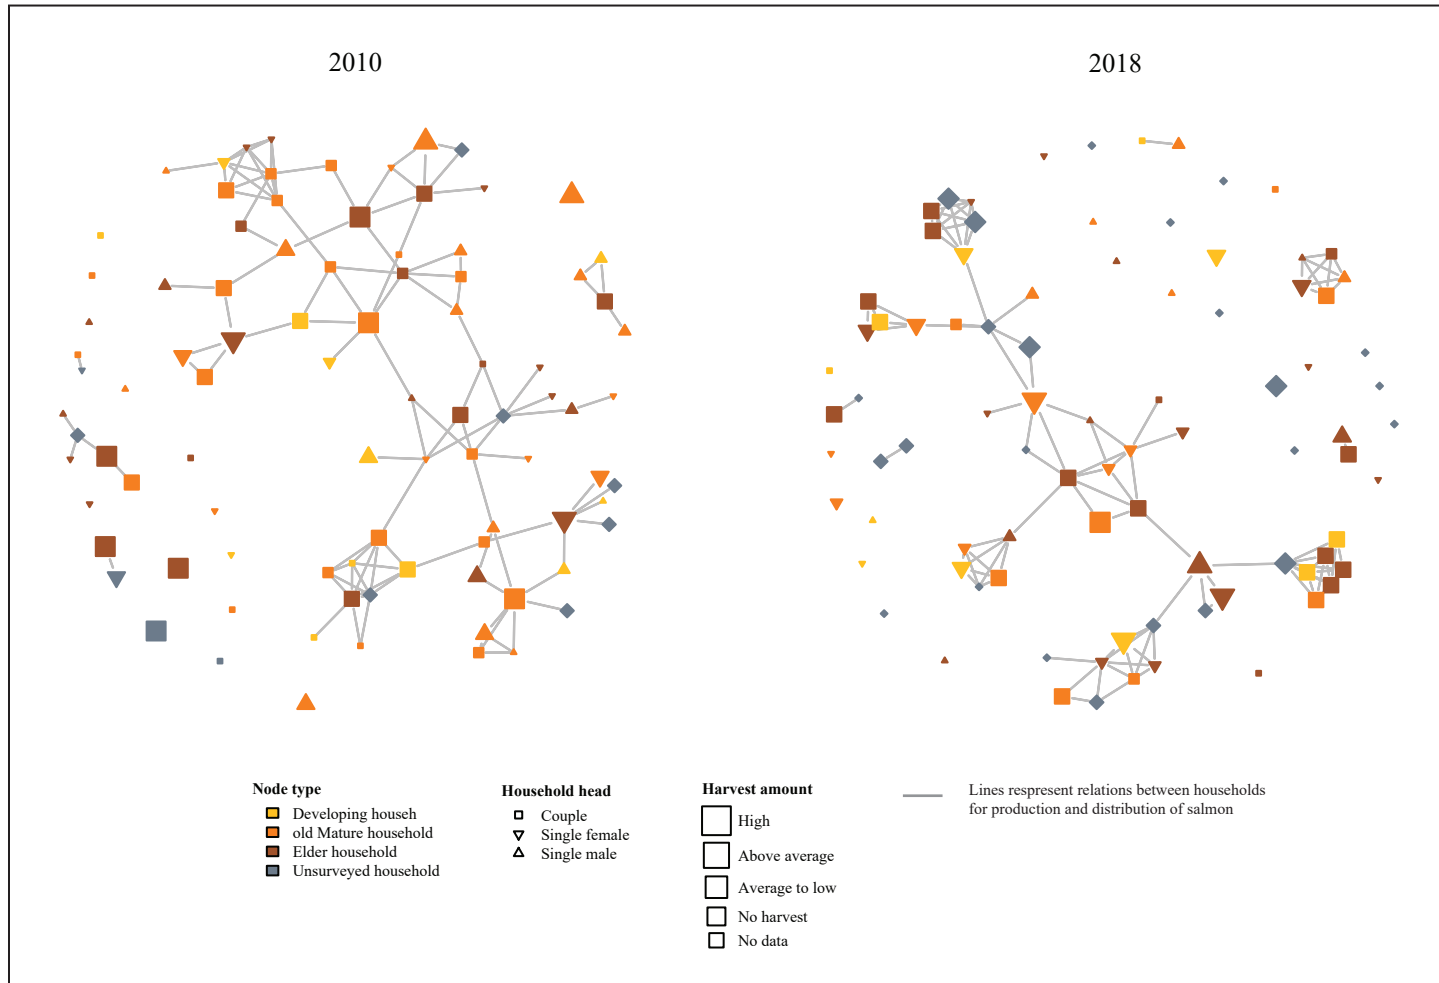 2010
2018
Node type
Developing househ
old Mature household
Elder household
Unsurveyed household
Household head
Couple
Single female
Single male
Harvest amount
High
Above average
Average to low
No harvest
No data
Lines respresent relations between households
for production and distribution of salmon